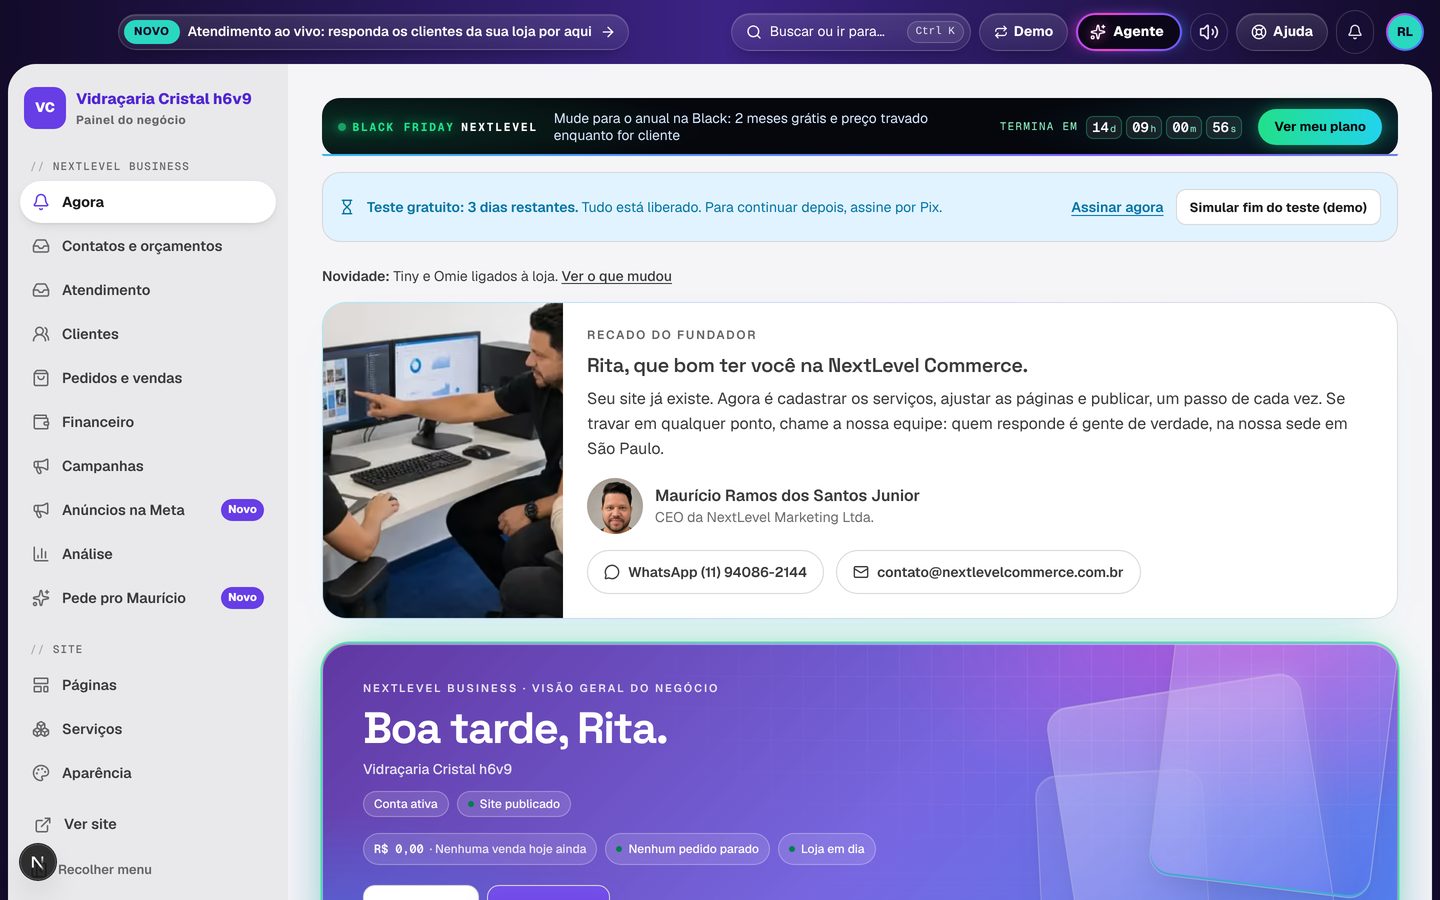 NOVO Atendimento ao vivo: responda os clientes da sua loja por aqui
Buscar ou ir para... Ctrl K
Demo
Agente
Ajuda
RL
VC
Vidraçaria Cristal h6v9
Painel do negócio
// NEXTLEVEL BUSINESS
Agora
Contatos e orçamentos
Atendimento
Clientes
Pedidos e vendas
Financeiro
Campanhas
Anúncios na Meta Novo
Análise
Pede pro Maurício Novo
// SITE
Páginas
Serviços
Aparência
Ver site
N
Recolher menu
BLACK FRIDAY NEXTLEVEL
Mude para o anual na Black: 2 meses grátis e preço travado
enquanto for cliente
TERMINA EM 14d 09h 00m 56s
Ver meu plano
Teste gratuito: 3 dias restantes. Tudo está liberado. Para continuar depois, assine por Pix.
Assinar agora
Simular fim do teste (demo)
Novidade: Tiny e Omie ligados à loja. Ver o que mudou
RECADO DO FUNDADOR
Rita, que bom ter você na NextLevel Commerce.
Seu site já existe. Agora é cadastrar os serviços, ajustar as páginas e publicar, um passo de cada vez. Se
travar em qualquer ponto, chame a nossa equipe: quem responde é gente de verdade, na nossa sede em
São Paulo.
Maurício Ramos dos Santos Junior
CEO da NextLevel Marketing Ltda.
WhatsApp (11) 94086-2144
contato@nextlevelcommerce.com.br
NEXTLEVEL BUSINESS · VISÃO GERAL DO NEGÓCIO
Boa tarde, Rita.
Vidraçaria Cristal h6v9
Conta ativa
Site publicado
R$ 0,00 · Nenhuma venda hoje ainda
Nenhum pedido parado
Loja em dia